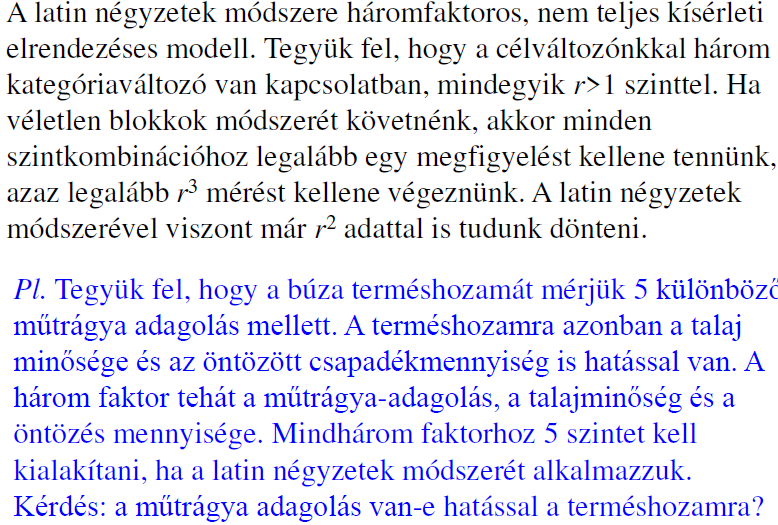 A latin négyzetek módszere háromfaktoros, nem teljes kísérleti
elrendezéses modell. Tegyük fel, hogy a célváltozónkkal három
kategóriaváltozó van kapcsolatban, mindegyik r>1 szinttel. Ha
véletlen blokkok módszerét követnénk, akkor minden
szintkombinációhoz legalább egy megfigyelést kellene tennünk,
azaz legalább r³ mérést kellene végeznünk. A latin négyzetek
módszerével viszont már r² adattal is tudunk dönteni.
Pl. Tegyük fel, hogy a búza terméshozamát mérjük 5 különböző
műtrágya adagolás mellett. A terméshozamra azonban a talaj
minősége és az öntözött csapadékmennyiség is hatással van. A
három faktor tehát a műtrágya-adagolás, a talajminőség és a
öntözés mennyisége. Mindhárom faktorhoz 5 szintet kell
kialakítani, ha a latin négyzetek módszerét alkalmazzuk.
Kérdés: a műtrágya adagolás van-e hatással a terméshozamra?